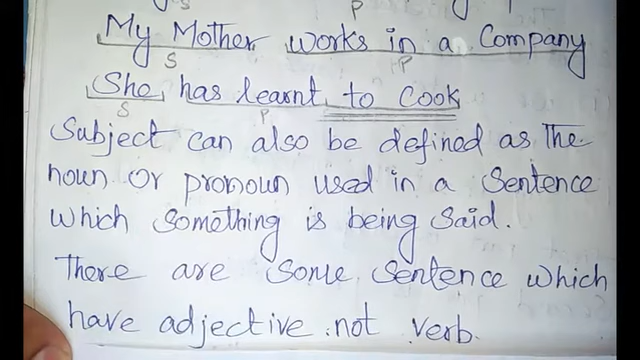 S P
My Mother works in a Company
S P
She has learnt to Cook
S P
Subject can also be defined as the
noun or pronoun used in a sentence
which something is being said.
There are some sentence which
have adjective not verb.